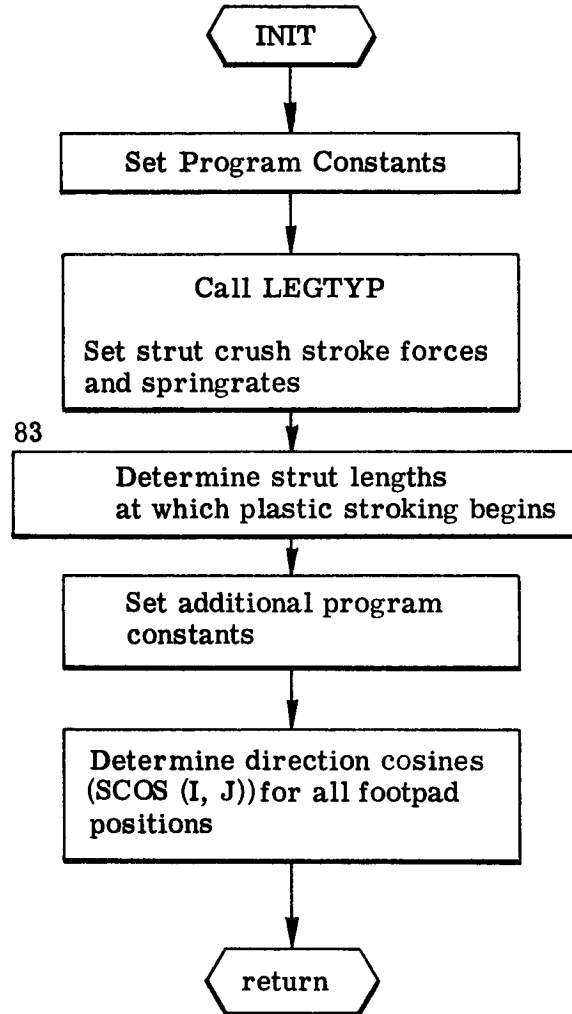 INIT
Set Program Constants
Call LEGTYP
Set strut crush stroke forces
and springrates
83
Determine strut lengths
at which plastic stroking begins
Set additional program
constants
Determine direction cosines
(SCOS (I, J)) for all footpad
positions
return